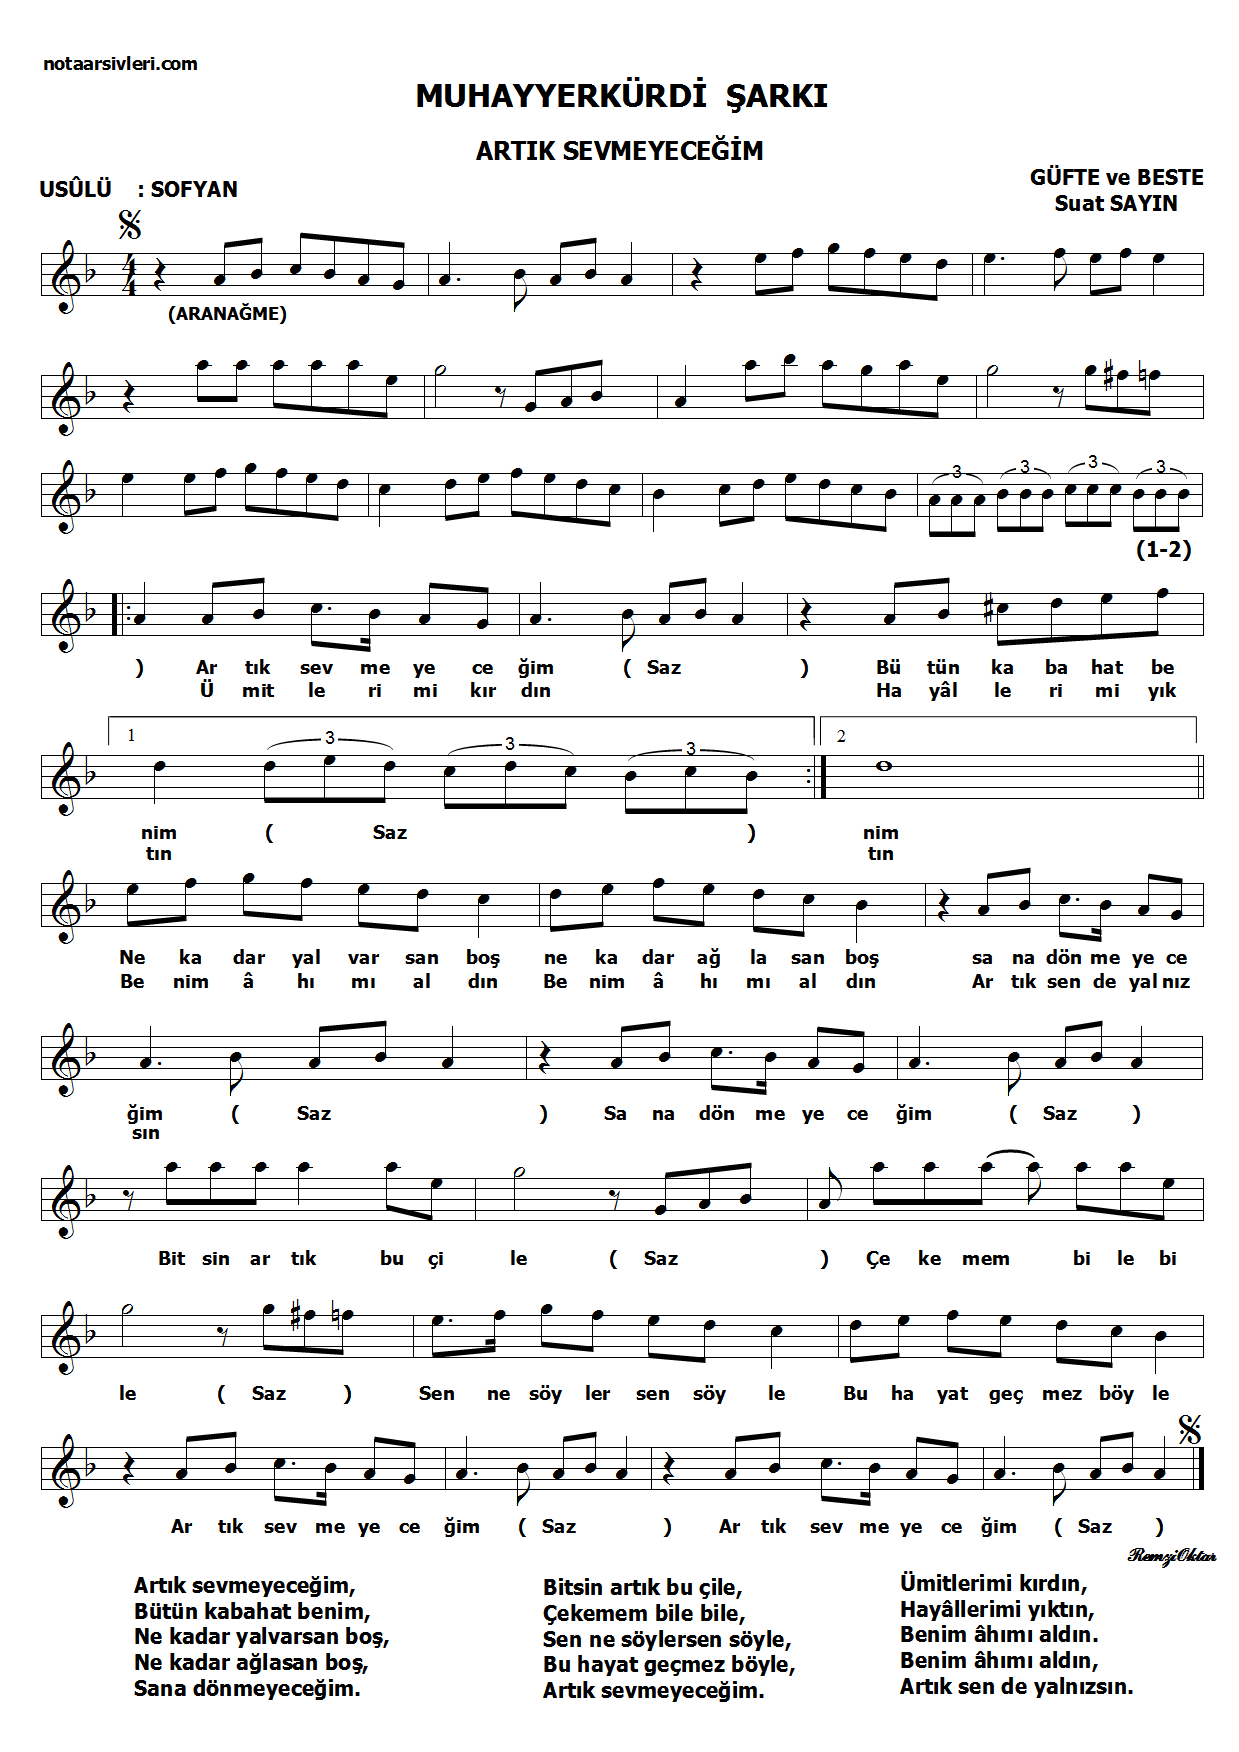 notaarsivleri.com
MUHAYYERKÜRDİ ŞARKI
ARTIK SEVMEYECEĞİM
USÛLÜ : SOFYAN
GÜFTE ve BESTE
Suat SAYIN
4
4
(ARANAĞME)
3 3 3 3
(1-2)
) Ar tık sev me ye ce ğim ( Saz ) Bü tün ka ba hat be
Ü mit le ri mi kır dın Ha yâl le ri mi yık
1 3 3 3 2
nim ( Saz ) nim
tın tın
Ne ka dar yal var san boş ne ka dar ağ la san boş sa na dön me ye ce
Be nim â hı mı al dın Be nim â hı mı al dın Ar tık sen de yal nız
ğim ( Saz ) Sa na dön me ye ce ğim ( Saz )
sın
Bit sin ar tık bu çi le ( Saz ) Çe ke mem bi le bi
le ( Saz ) Sen ne söy ler sen söy le Bu ha yat geç mez böy le
Ar tık sev me ye ce ğim ( Saz ) Ar tık sev me ye ce ğim ( Saz )
RemziOktar
Artık sevmeyeceğim,
Bütün kabahat benim,
Ne kadar yalvarsan boş,
Ne kadar ağlasan boş,
Sana dönmeyeceğim.
Bitsin artık bu çile,
Çekemem bile bile,
Sen ne söylersen söyle,
Bu hayat geçmez böyle,
Artık sevmeyeceğim.
Ümitlerimi kırdın,
Hayâllerimi yıktın,
Benim âhımı aldın.
Benim âhımı aldın,
Artık sen de yalnızsın.